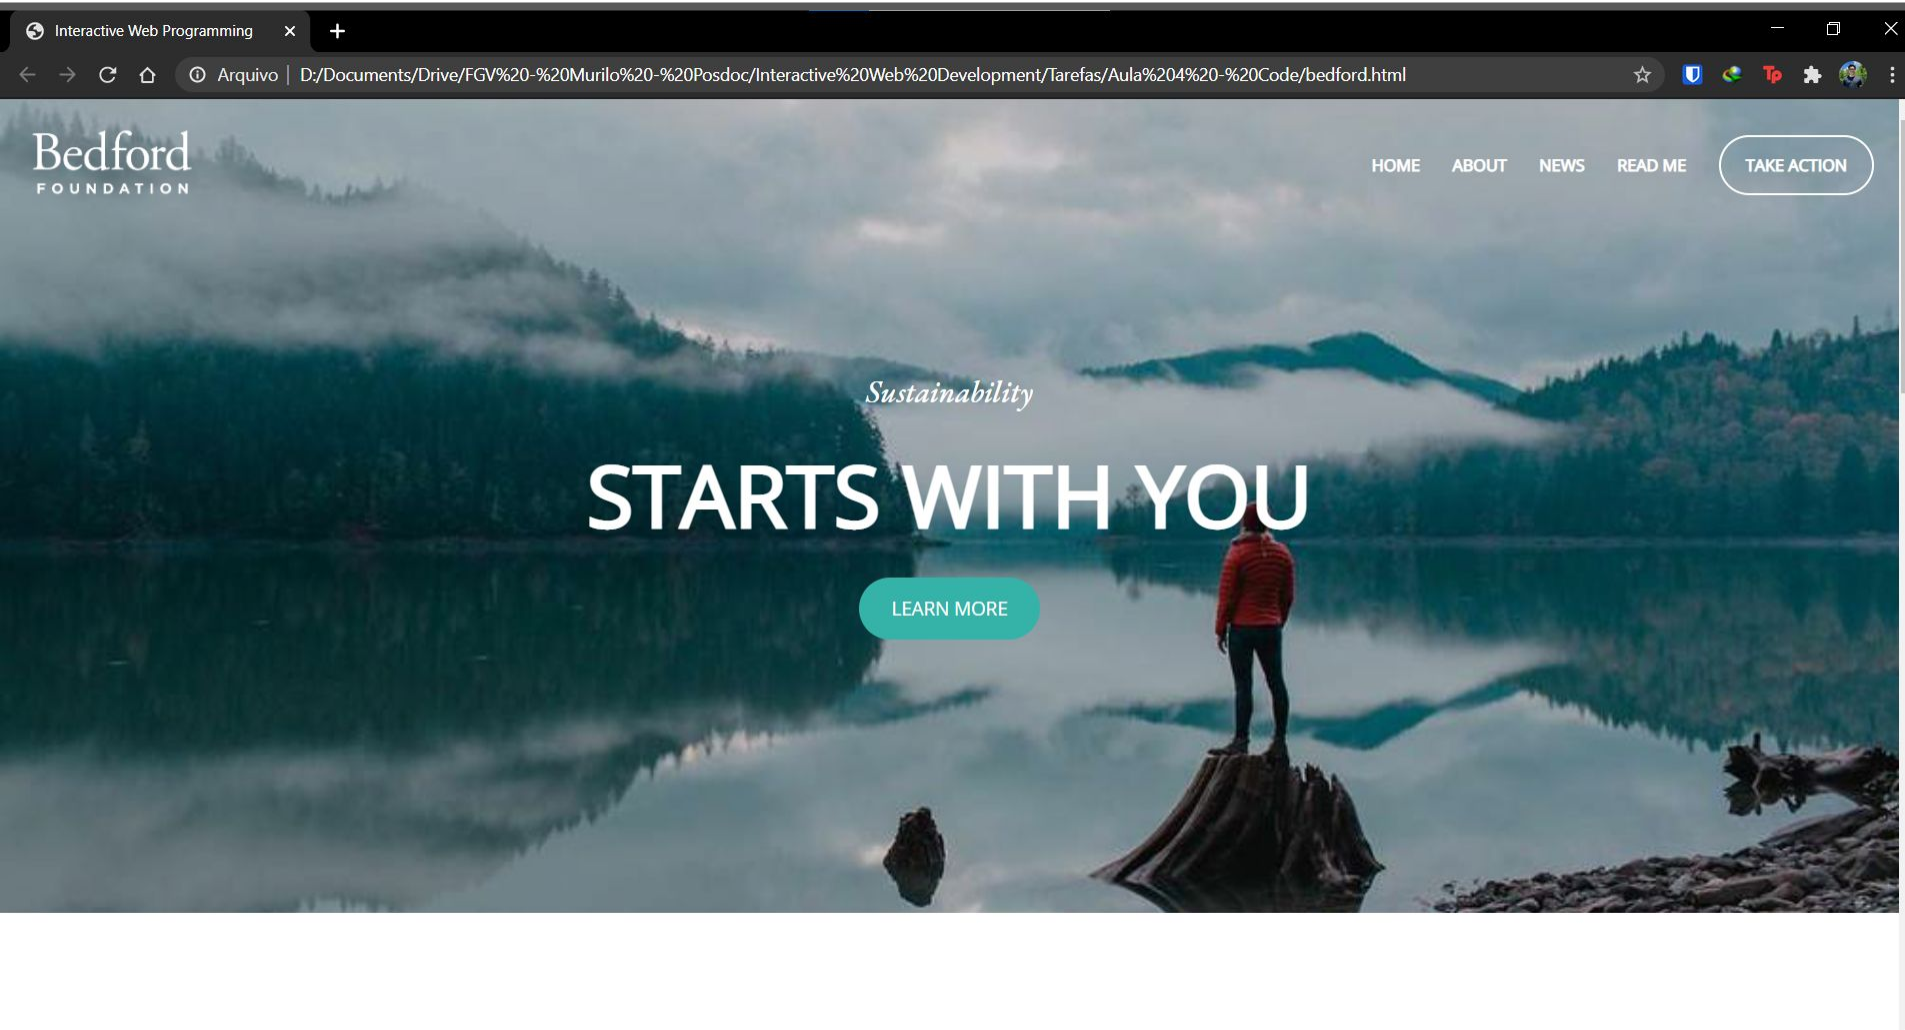 Interactive Web Programming
Arquivo | D:/Documents/Drive/FGV%20-%20Murilo%20-%20Posdoc/Interactive%20Web%20Development/Tarefas/Aula%204%20-%20Code/bedford.html
Tp
Bedford
FOUNDATION
HOME ABOUT NEWS READ ME TAKE ACTION
Sustainability
STARTS WITH YOU
LEARN MORE